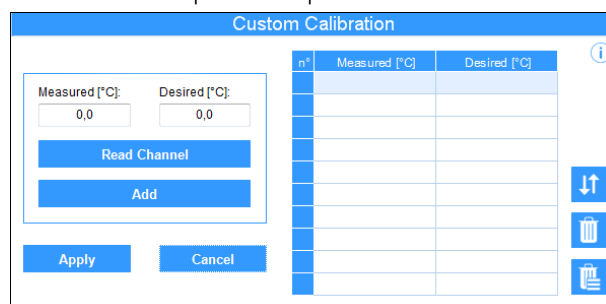 Custom Calibration
n° Measured [°C] Desired [°C]
i
Measured [°C]: Desired [°C]:
0,0 0,0
Read Channel
Add
Apply Cancel